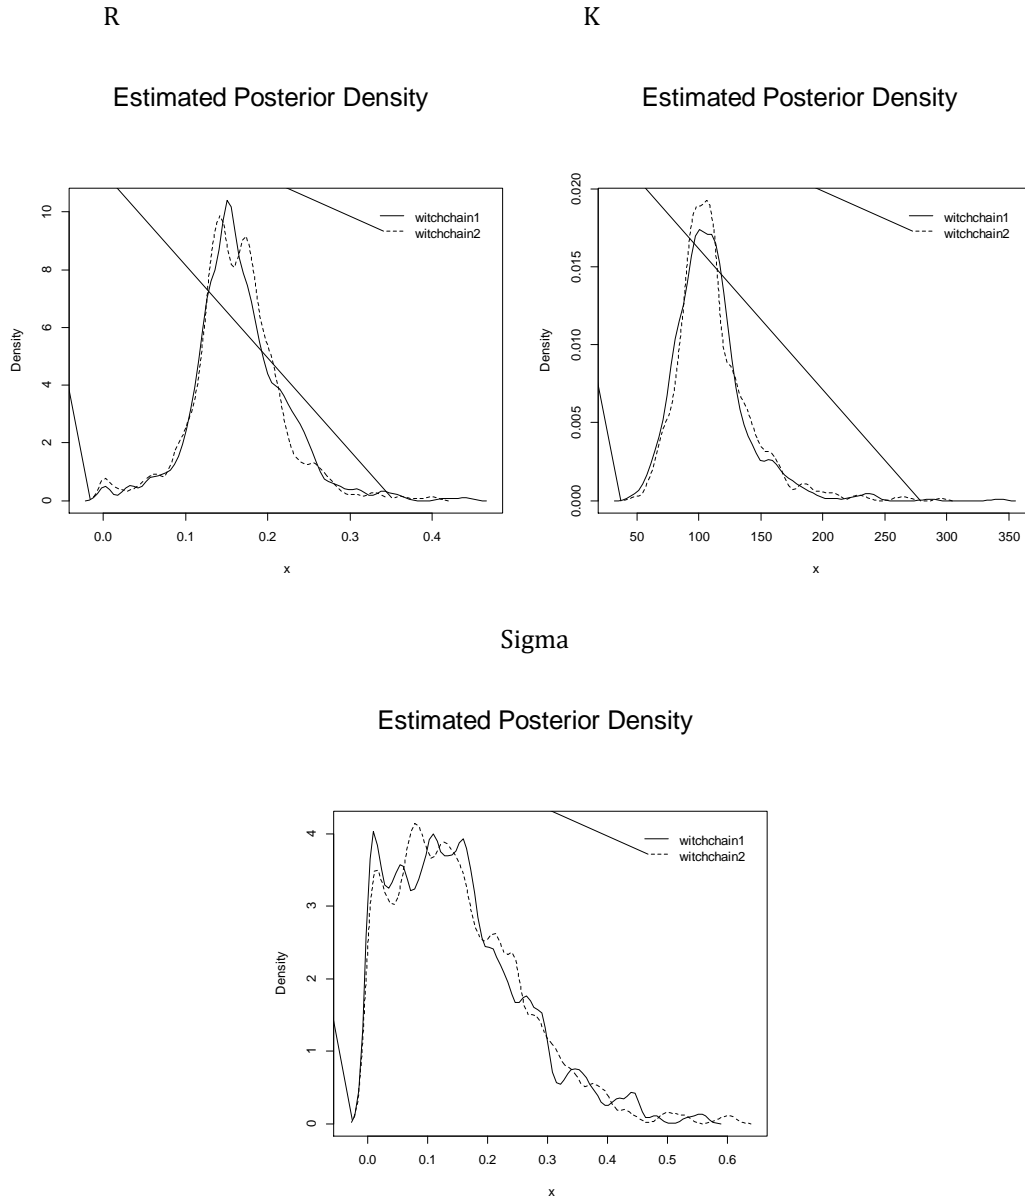 R K
Estimated Posterior Density Estimated Posterior Density
witchchain1
witchchain2
Density
0 2 4 6 8 10
0.0 0.1 0.2 0.3 0.4
x
witchchain1
witchchain2
Density
0.000 0.005 0.010 0.015 0.020
50 100 150 200 250 300 350
x
Sigma
Estimated Posterior Density
witchchain1
witchchain2
Density
0 1 2 3 4
0.0 0.1 0.2 0.3 0.4 0.5 0.6
x